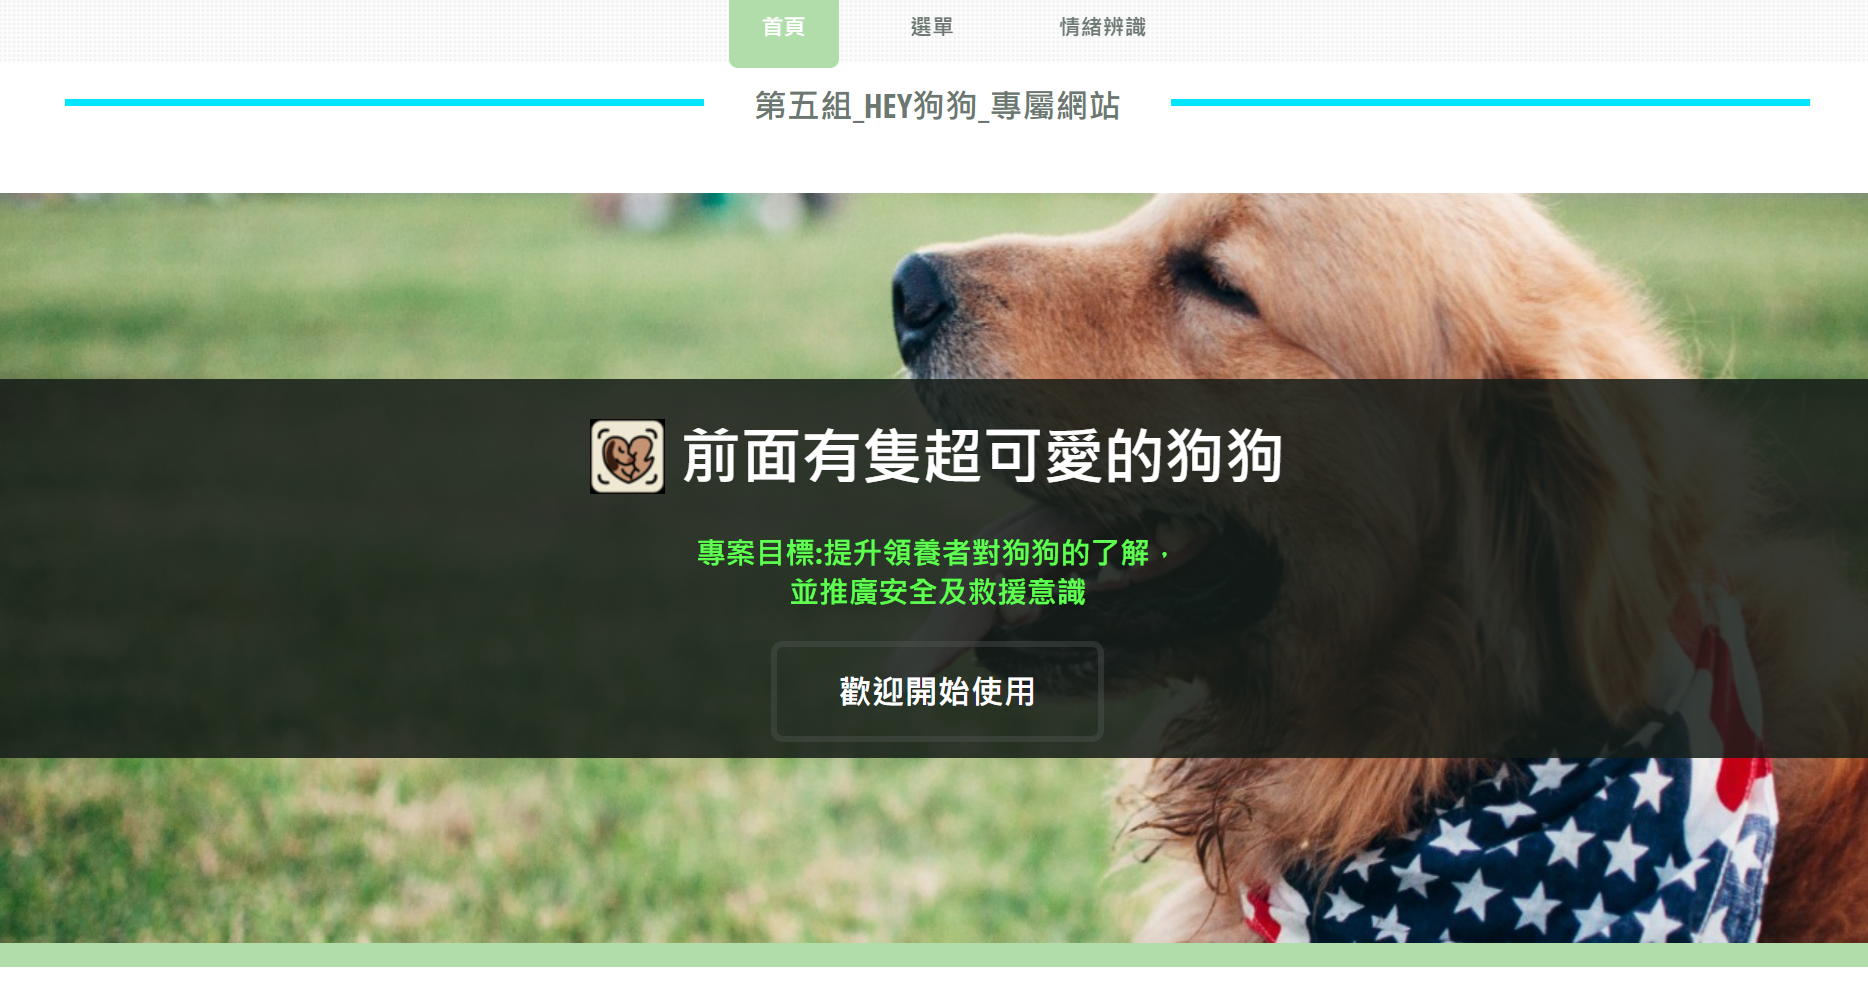 首頁
選單
情緒辨識
第五組_HEY狗狗_專屬網站
前面有隻超可愛的狗狗
專案目標:提升領養者對狗狗的了解，
並推廣安全及救援意識
歡迎開始使用